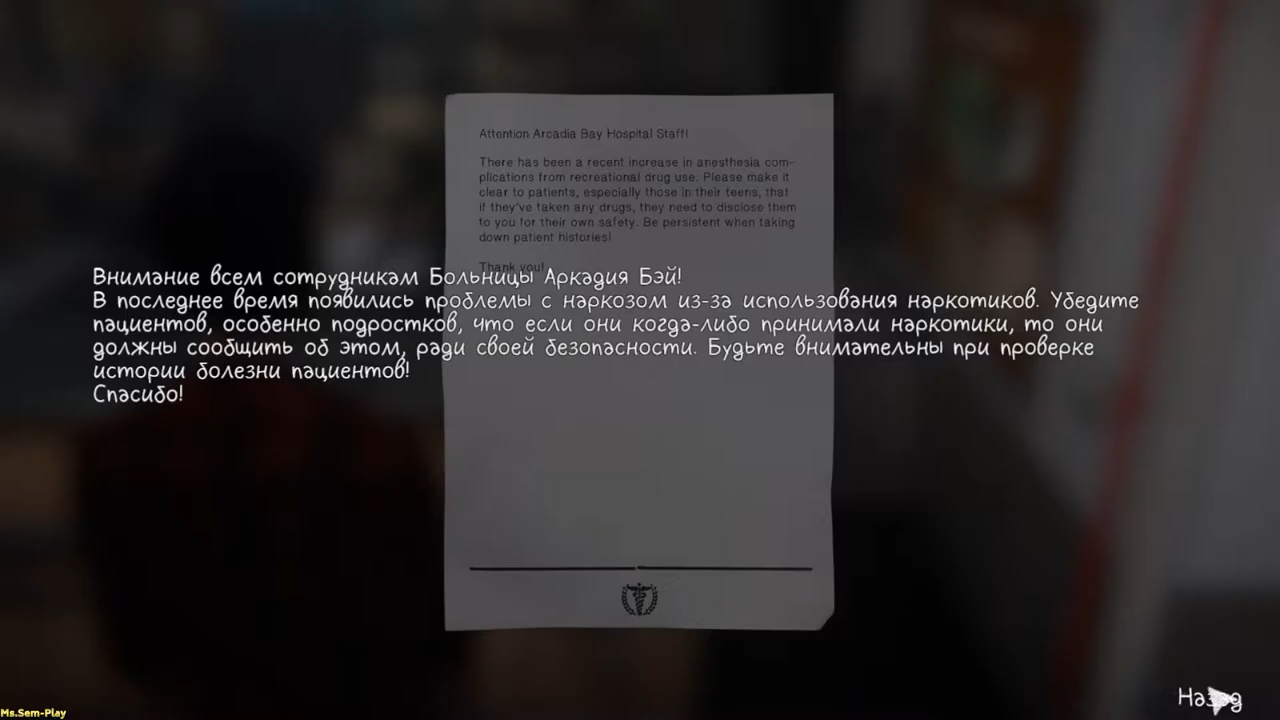 Attention Arcadia Bay Hospital Staff!
There has been a recent increase in anesthesia com-
plications from recreational drug use. Please make it
clear to patients, especially those in their teens, that
if they've taken any drugs, they need to disclose them
to you for their own safety. Be persistent when taking
down patient histories!
Thank you!
Внимание всем сотрудникам Больницы Аркадия Бэй!
В последнее время появились проблемы с наркозом из-за использования наркотиков. Убедите
пациентов, особенно подростков, что если они когда-либо принимали наркотики, то они
должны сообщить об этом, ради своей безопасности. Будьте внимательны при проверке
истории болезни пациентов!
Спасибо!
Назад
Ms.Sem-Play